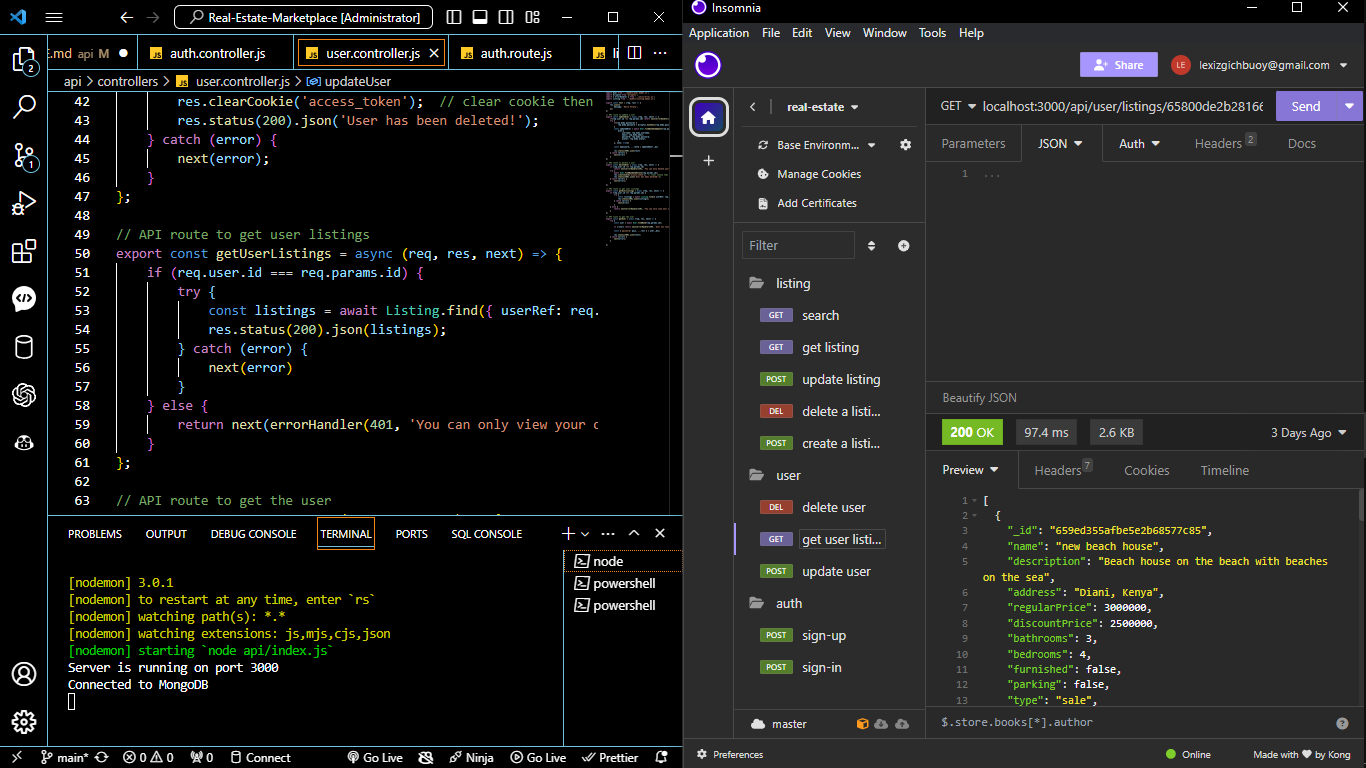 Real-Estate-Marketplace [Administrator]
E.md api M
auth.controller.js
user.controller.js
auth.route.js
li
api > controllers > user.controller.js > updateUser
42 res.clearCookie('access_token'); // clear cookie then
43 res.status(200).json('User has been deleted!');
44 } catch (error) {
45 next(error);
46 }
47 };
48
49 // API route to get user listings
50 export const getUserListings = async (req, res, next) => {
51 if (req.user.id === req.params.id) {
52 try {
53 const listings = await Listing.find({ userRef: req.
54 res.status(200).json(listings);
55 } catch (error) {
56 next(error)
57 }
58 } else {
59 return next(errorHandler(401, 'You can only view your c
60 }
61 };
62
63 // API route to get the user
PROBLEMS OUTPUT DEBUG CONSOLE TERMINAL PORTS SQL CONSOLE
[nodemon] 3.0.1
[nodemon] to restart at any time, enter `rs`
[nodemon] watching path(s): *.*
[nodemon] watching extensions: js,mjs,cjs,json
[nodemon] starting `node api/index.js`
Server is running on port 3000
Connected to MongoDB
node
powershell
powershell
2
1
main* 0 0 0 Connect Go Live Ninja Go Live Prettier
Insomnia
Application File Edit View Window Tools Help
Share
LE lexizgichbuoy@gmail.com
real-estate
Base Environm...
Manage Cookies
Add Certificates
Filter
listing
GET search
GET get listing
POST update listing
DEL delete a listi...
POST create a listi...
user
DEL delete user
GET get user listi...
POST update user
auth
POST sign-up
POST sign-in
master
GET localhost:3000/api/user/listings/65800de2b28166 Send
Parameters JSON Auth Headers 2 Docs
1 ...
Beautify JSON
200 OK 97.4 ms 2.6 KB 3 Days Ago
Preview Headers 7 Cookies Timeline
1 [
2 {
3 "_id": "659ed355afbe5e2b68577c85",
4 "name": "new beach house",
5 "description": "Beach house on the beach with beaches
on the sea",
6 "address": "Diani, Kenya",
7 "regularPrice": 3000000,
8 "discountPrice": 2500000,
9 "bathrooms": 3,
10 "bedrooms": 4,
11 "furnished": false,
12 "parking": false,
13 "type": "sale",
$.store.books[*].author
Preferences
Online
Made with ♥ by Kong